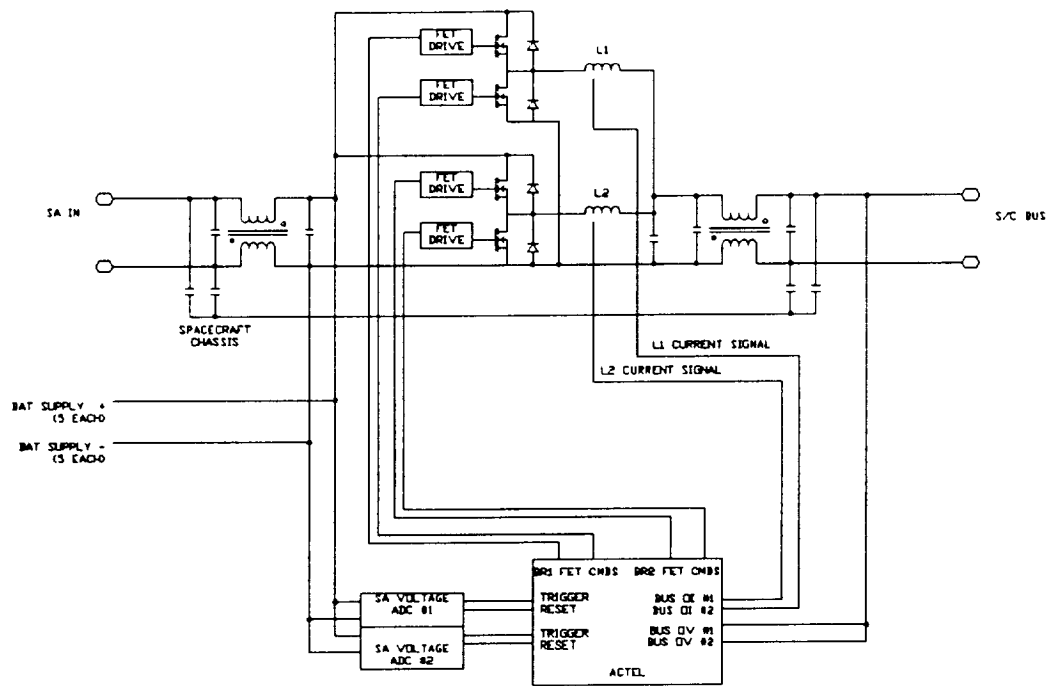 FET
DRIVE
FET
DRIVE
L1
FET
DRIVE
L2
FET
DRIVE
SA IN
S/C BUS
SPACECRAFT
CHASSIS
L1 CURRENT SIGNAL
L2 CURRENT SIGNAL
BAT SUPPLY +
(5 EACH)
BAT SUPPLY -
(5 EACH)
BR1 FET CMDS
BR2 FET CMDS
SA VOLTAGE
ADC #1
TRIGGER
RESET
BUS OI #1
BUS OI #2
SA VOLTAGE
ADC #2
TRIGGER
RESET
BUS OV #1
BUS OV #2
ACTEL